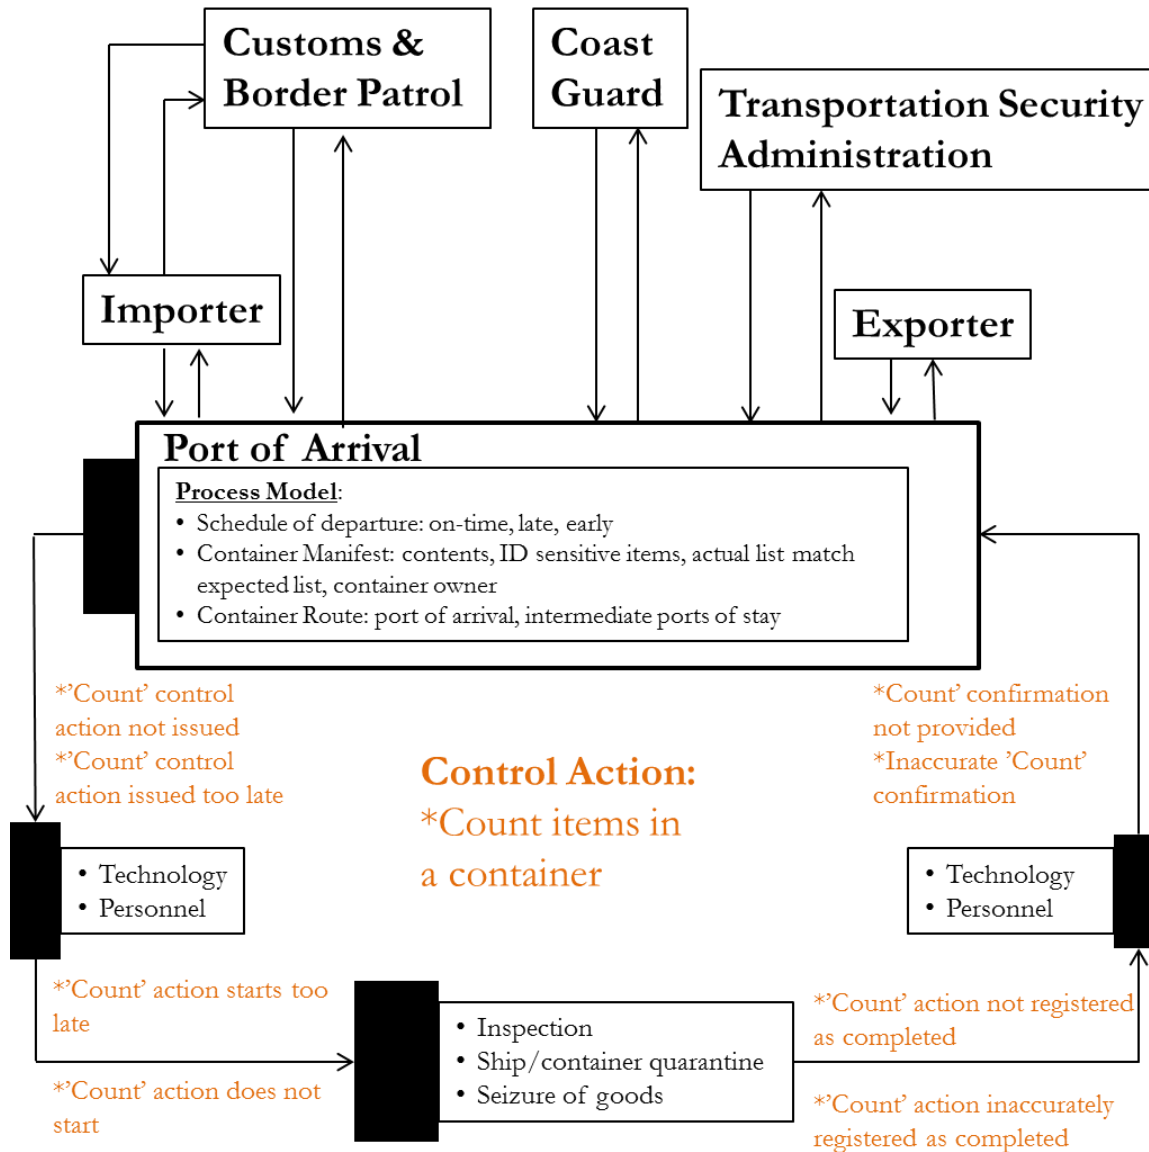 Customs &
Border Patrol
Coast
Guard
Transportation Security
Administration
Importer
Exporter
Port of Arrival
Process Model:
• Schedule of departure: on-time, late, early
• Container Manifest: contents, ID sensitive items, actual list match
expected list, container owner
• Container Route: port of arrival, intermediate ports of stay
*’Count’ control
action not issued
*’Count’ control
action issued too late
*Count’ confirmation
not provided
*Inaccurate ’Count’
confirmation
Control Action:
*Count items in
a container
• Technology
• Personnel
• Technology
• Personnel
*’Count’ action starts too
late
*’Count’ action does not
start
• Inspection
• Ship/container quarantine
• Seizure of goods
*’Count’ action not registered
as completed
*’Count’ action inaccurately
registered as completed